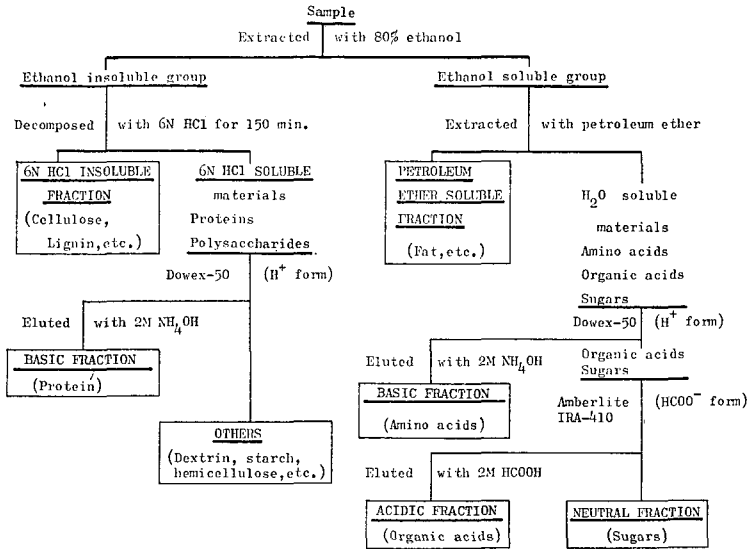 Sample
Extracted with 80% ethanol
Ethanol insoluble group
Ethanol soluble group
Decomposed with 6N HCl for 150 min.
Extracted with petroleum ether
6N HCl INSOLUBLE
FRACTION
(Cellulose,
Lignin,etc.)
6N HCl SOLUBLE
materials
Proteins
Polysaccharides
PETROLEUM
ETHER SOLUBLE
FRACTION
(Fat,etc.)
H2O soluble
materials
Amino acids
Organic acids
Sugars
Dowex-50 (H+ form)
Eluted with 2M NH4OH
BASIC FRACTION
(Protein)
OTHERS
(Dextrin, starch,
hemicellulose,etc.)
Dowex-50 (H+ form)
Eluted with 2M NH4OH
BASIC FRACTION
(Amino acids)
Organic acids
Sugars
Amberlite (HCOO- form)
IRA-410
Eluted with 2M HCOOH
ACIDIC FRACTION
(Organic acids)
NEUTRAL FRACTION
(Sugars)